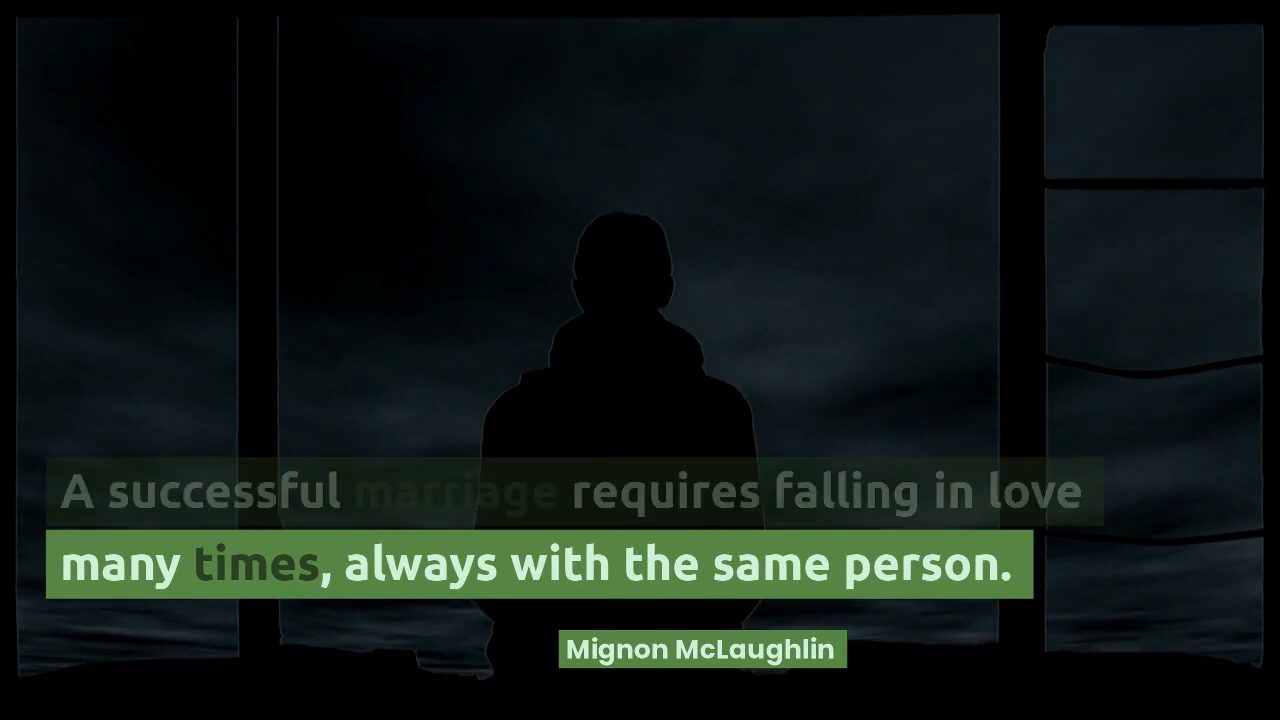 A successful marriage requires falling in love
many times, always with the same person.
Mignon McLaughlin